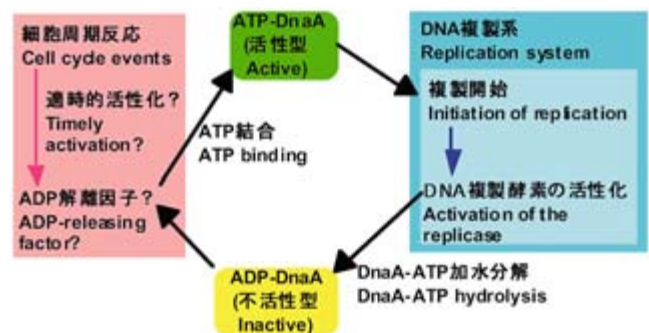 細胞周期反応
Cell cycle events
適時的活性化？
Timely
activation?
ADP解離因子？
ADP-releasing
factor?
ATP-DnaA
(活性型
Active)
ATP結合
ATP binding
DNA複製系
Replication system
複製開始
Initiation of replication
DNA複製酵素の活性化
Activation of the
replicase
DnaA-ATP加水分解
DnaA-ATP hydrolysis
ADP-DnaA
(不活性型
Inactive)